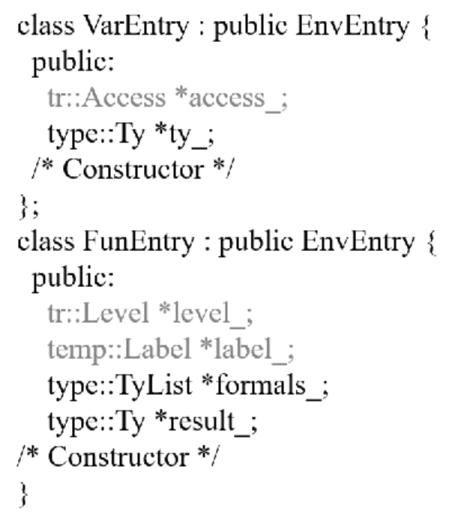 class VarEntry : public EnvEntry {
public:
tr::Access *access_;
type::Ty *ty_;
/* Constructor */
};
class FunEntry : public EnvEntry {
public:
tr::Level *level_;
temp::Label *label_;
type::TyList *formals_;
type::Ty *result_;
/* Constructor */
}